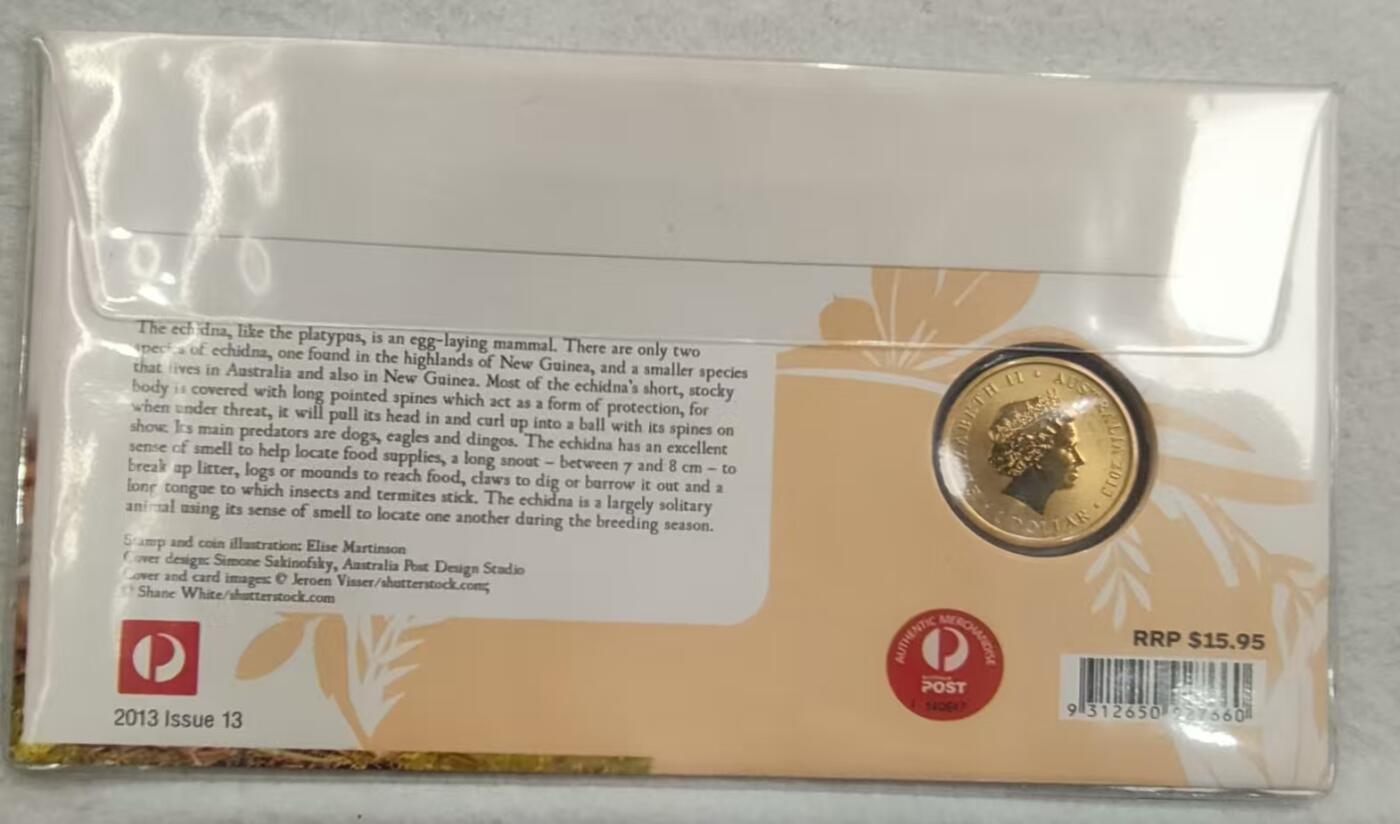 The echidna, like the platypus, is an egg-laying mammal. There are only two
species of echidna, one found in the highlands of New Guinea, and a smaller species
that lives in Australia and also in New Guinea. Most of the echidna's short, stocky
body is covered with long pointed spines which act as a form of protection, for
when under threat, it will pull its head in and curl up into a ball with its spines on
show. Its main predators are dogs, eagles and dingos. The echidna has an excellent
sense of smell to help locate food supplies, a long snout – between 7 and 8 cm – to
break up litter, logs or mounds to reach food, claws to dig or burrow it out and a
long tongue to which insects and termites stick. The echidna is a largely solitary
animal using its sense of smell to locate one another during the breeding season.
Stamp and coin illustration: Elise Martinson
Cover design: Simone Sakinofsky, Australia Post Design Studio
Cover and card images: © Jeroen Visser/shutterstock.com;
© Shane White/shutterstock.com
2013 Issue 13
ELIZABETH II • AUSTRALIA 2013
DOLLAR
AUTHENTIC MERCHANDISE
POST
RRP $15.95
9 312650